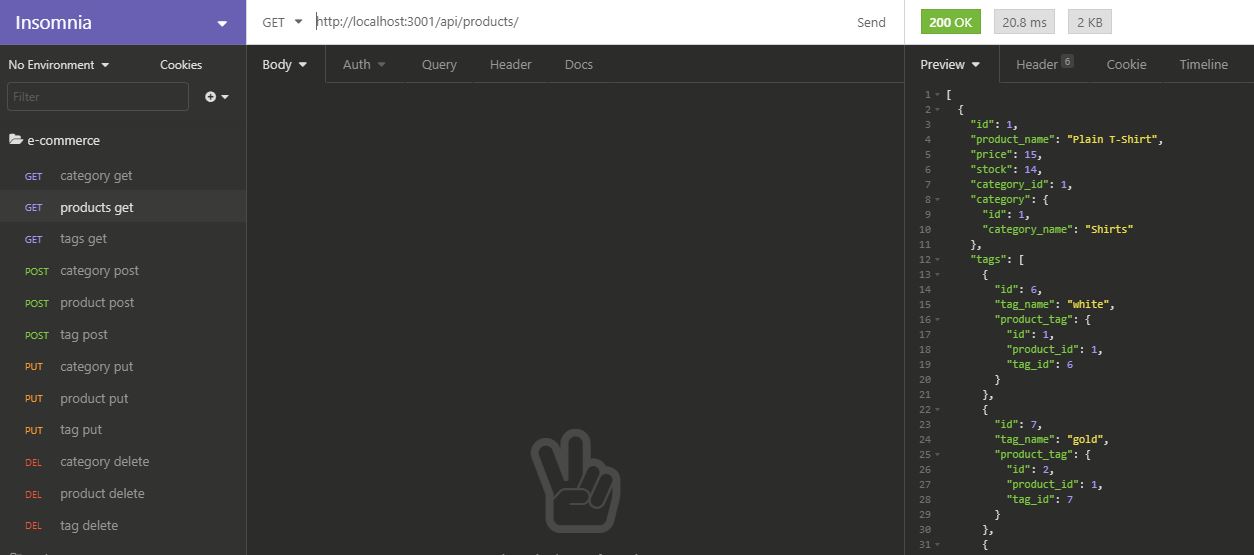 Insomnia
GET http://localhost:3001/api/products/ Send
200 OK 20.8 ms 2 KB
No Environment Cookies
Filter
e-commerce
GET category get
GET products get
GET tags get
POST category post
POST product post
POST tag post
PUT category put
PUT product put
PUT tag put
DEL category delete
DEL product delete
DEL tag delete
Body Auth Query Header Docs
Preview Header 6 Cookie Timeline
1 [
2 {
3 "id": 1,
4 "product_name": "Plain T-Shirt",
5 "price": 15,
6 "stock": 14,
7 "category_id": 1,
8 "category": {
9 "id": 1,
10 "category_name": "Shirts"
11 },
12 "tags": [
13 {
14 "id": 6,
15 "tag_name": "white",
16 "product_tag": {
17 "id": 1,
18 "product_id": 1,
19 "tag_id": 6
20 }
21 },
22 {
23 "id": 7,
24 "tag_name": "gold",
25 "product_tag": {
26 "id": 2,
27 "product_id": 1,
28 "tag_id": 7
29 }
30 },
31 {